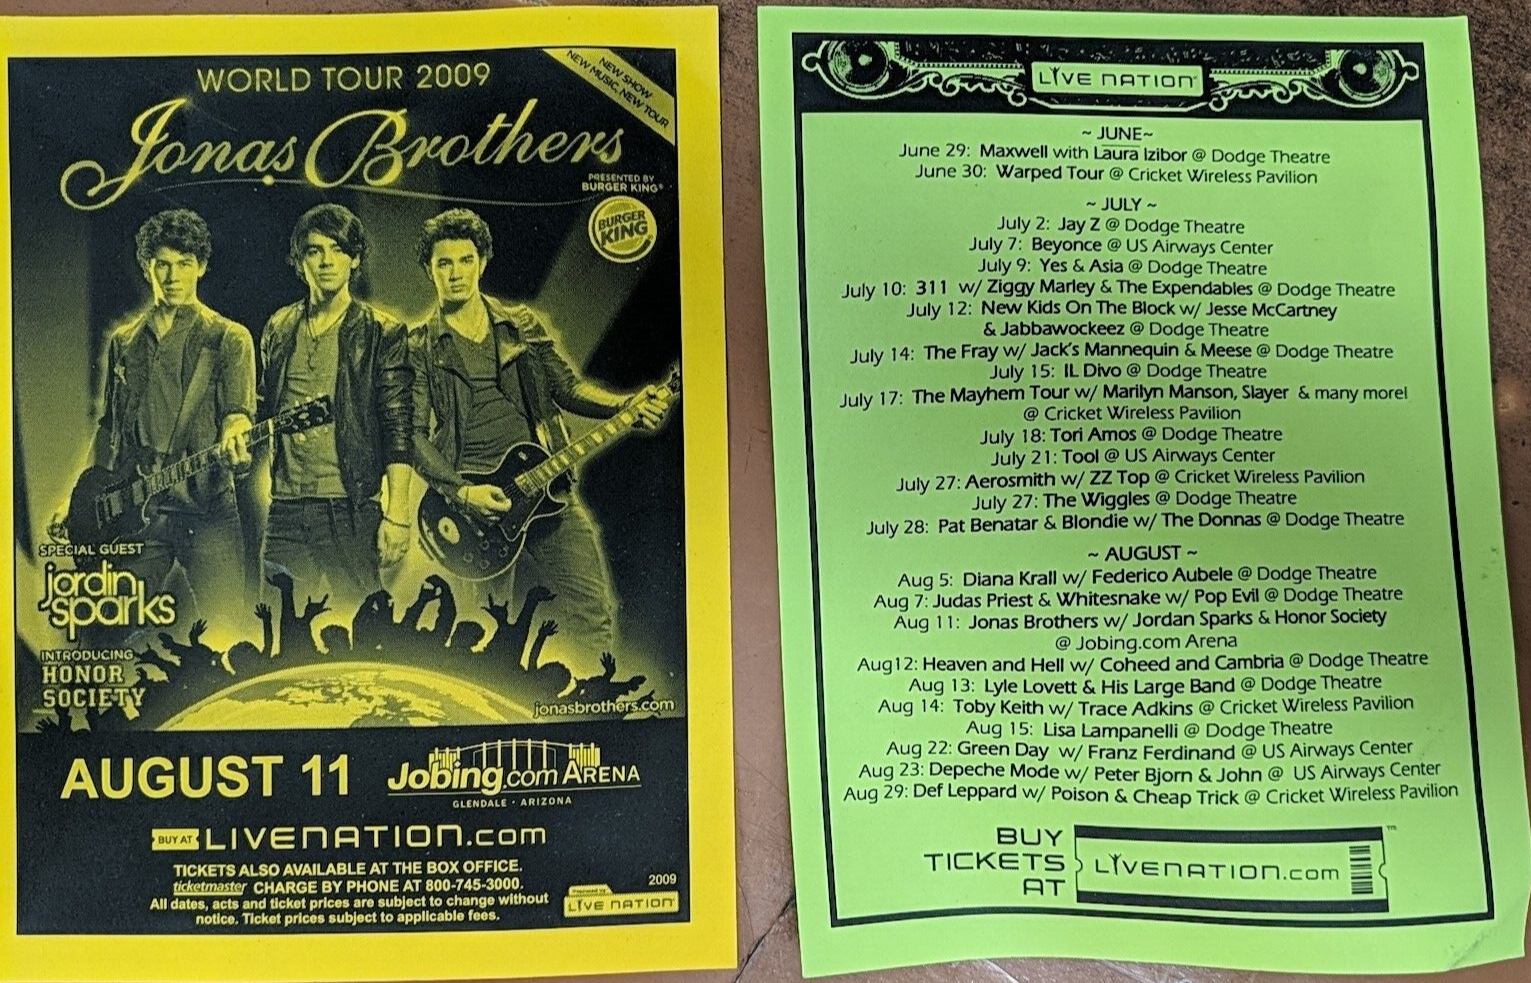 WORLD TOUR 2009
NEW SHOW
NEW MUSIC, NEW TOUR
Jonas Brothers
PRESENTED BY
BURGER KING®
BURGER
KING
SPECIAL GUEST
jordin
sparks
INTRODUCING
HONOR
SOCIETY
jonasbrothers.com
AUGUST 11
Jobing.com ARENA
GLENDALE · ARIZONA
BUY AT LIVENATION.com
TICKETS ALSO AVAILABLE AT THE BOX OFFICE.
ticketmaster CHARGE BY PHONE AT 800-745-3000.
All dates, acts and ticket prices are subject to change without
notice. Ticket prices subject to applicable fees.
2009
Promoted by
LIVE NATION
LIVE NATION
~ JUNE~
June 29: Maxwell with Laura Izibor @ Dodge Theatre
June 30: Warped Tour @ Cricket Wireless Pavilion
~ JULY ~
July 2: Jay Z @ Dodge Theatre
July 7: Beyonce @ US Airways Center
July 9: Yes & Asia @ Dodge Theatre
July 10: 311 w/ Ziggy Marley & The Expendables @ Dodge Theatre
July 12: New Kids On The Block w/ Jesse McCartney
& Jabbawockeez @ Dodge Theatre
July 14: The Fray w/ Jack's Mannequin & Meese @ Dodge Theatre
July 15: IL Divo @ Dodge Theatre
July 17: The Mayhem Tour w/ Marilyn Manson, Slayer & many more!
@ Cricket Wireless Pavilion
July 18: Tori Amos @ Dodge Theatre
July 21: Tool @ US Airways Center
July 27: Aerosmith w/ ZZ Top @ Cricket Wireless Pavilion
July 27: The Wiggles @ Dodge Theatre
July 28: Pat Benatar & Blondie w/ The Donnas @ Dodge Theatre
~ AUGUST ~
Aug 5: Diana Krall w/ Federico Aubele @ Dodge Theatre
Aug 7: Judas Priest & Whitesnake w/ Pop Evil @ Dodge Theatre
Aug 11: Jonas Brothers w/ Jordan Sparks & Honor Society
@ Jobing.com Arena
Aug12: Heaven and Hell w/ Coheed and Cambria @ Dodge Theatre
Aug 13: Lyle Lovett & His Large Band @ Dodge Theatre
Aug 14: Toby Keith w/ Trace Adkins @ Cricket Wireless Pavilion
Aug 15: Lisa Lampanelli @ Dodge Theatre
Aug 22: Green Day w/ Franz Ferdinand @ US Airways Center
Aug 23: Depeche Mode w/ Peter Bjorn & John @ US Airways Center
Aug 29: Def Leppard w/ Poison & Cheap Trick @ Cricket Wireless Pavilion
BUY
TICKETS
AT
LIVENATION.com
TM